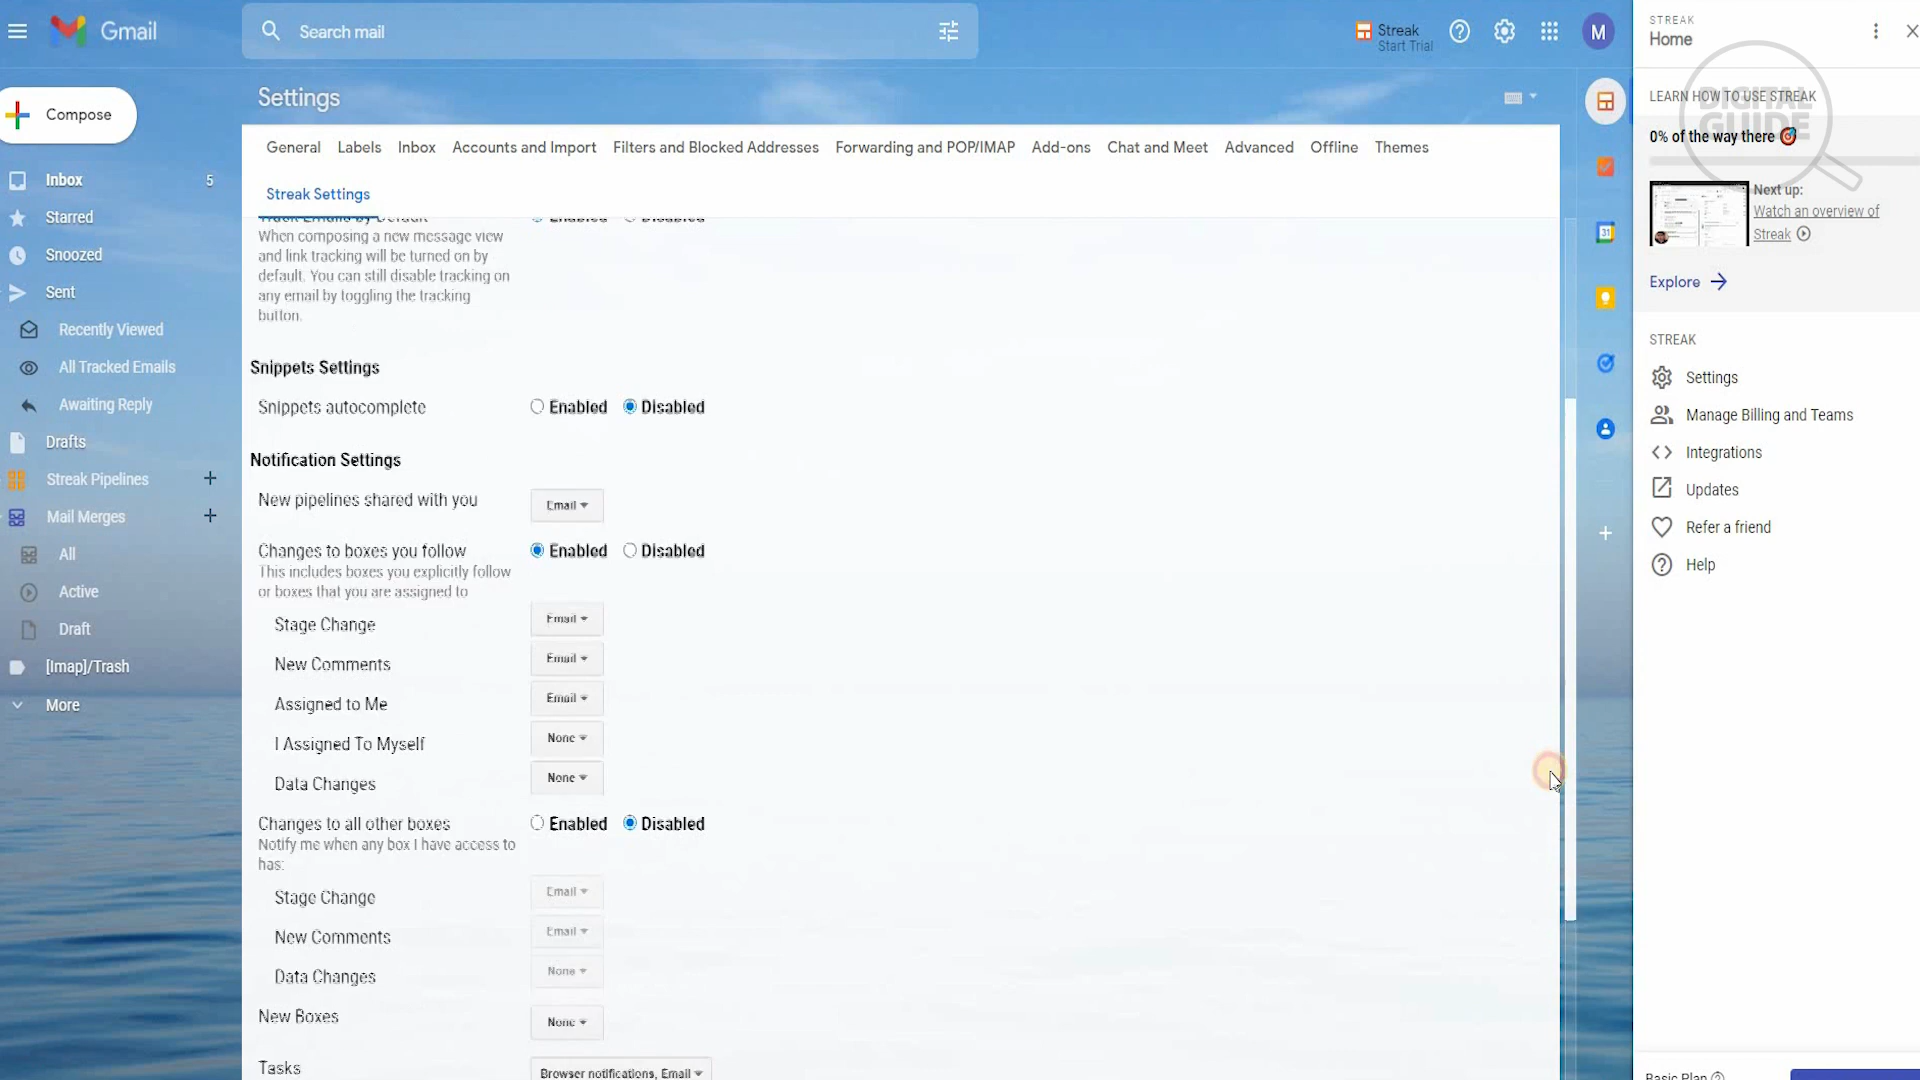 Gmail
Search mail
Streak
Start Trial
M
STREAK
Home
Compose
Settings
DIGITAL
GUIDE
LEARN HOW TO USE STREAK
0% of the way there
General Labels Inbox Accounts and Import Filters and Blocked Addresses Forwarding and POP/IMAP Add-ons Chat and Meet Advanced Offline Themes
Streak Settings
Inbox 5
Starred
Snoozed
Sent
Recently Viewed
All Tracked Emails
Awaiting Reply
Drafts
Streak Pipelines
Mail Merges
All
Active
Draft
[Imap]/Trash
More
Track Emails by Default Enabled Disabled
When composing a new message view
and link tracking will be turned on by
default. You can still disable tracking on
any email by toggling the tracking
button.
Snippets Settings
Snippets autocomplete Enabled Disabled
Notification Settings
New pipelines shared with you Email
Changes to boxes you follow Enabled Disabled
This includes boxes you explicitly follow
or boxes that you are assigned to
Stage Change Email
New Comments Email
Assigned to Me Email
I Assigned To Myself None
Data Changes None
Changes to all other boxes Enabled Disabled
Notify me when any box I have access to
has:
Stage Change Email
New Comments Email
Data Changes None
New Boxes None
Tasks Browser notifications, Email
31
Next up:
Watch an overview of
Streak
Explore
STREAK
Settings
Manage Billing and Teams
Integrations
Updates
Refer a friend
Help
Basic Plan